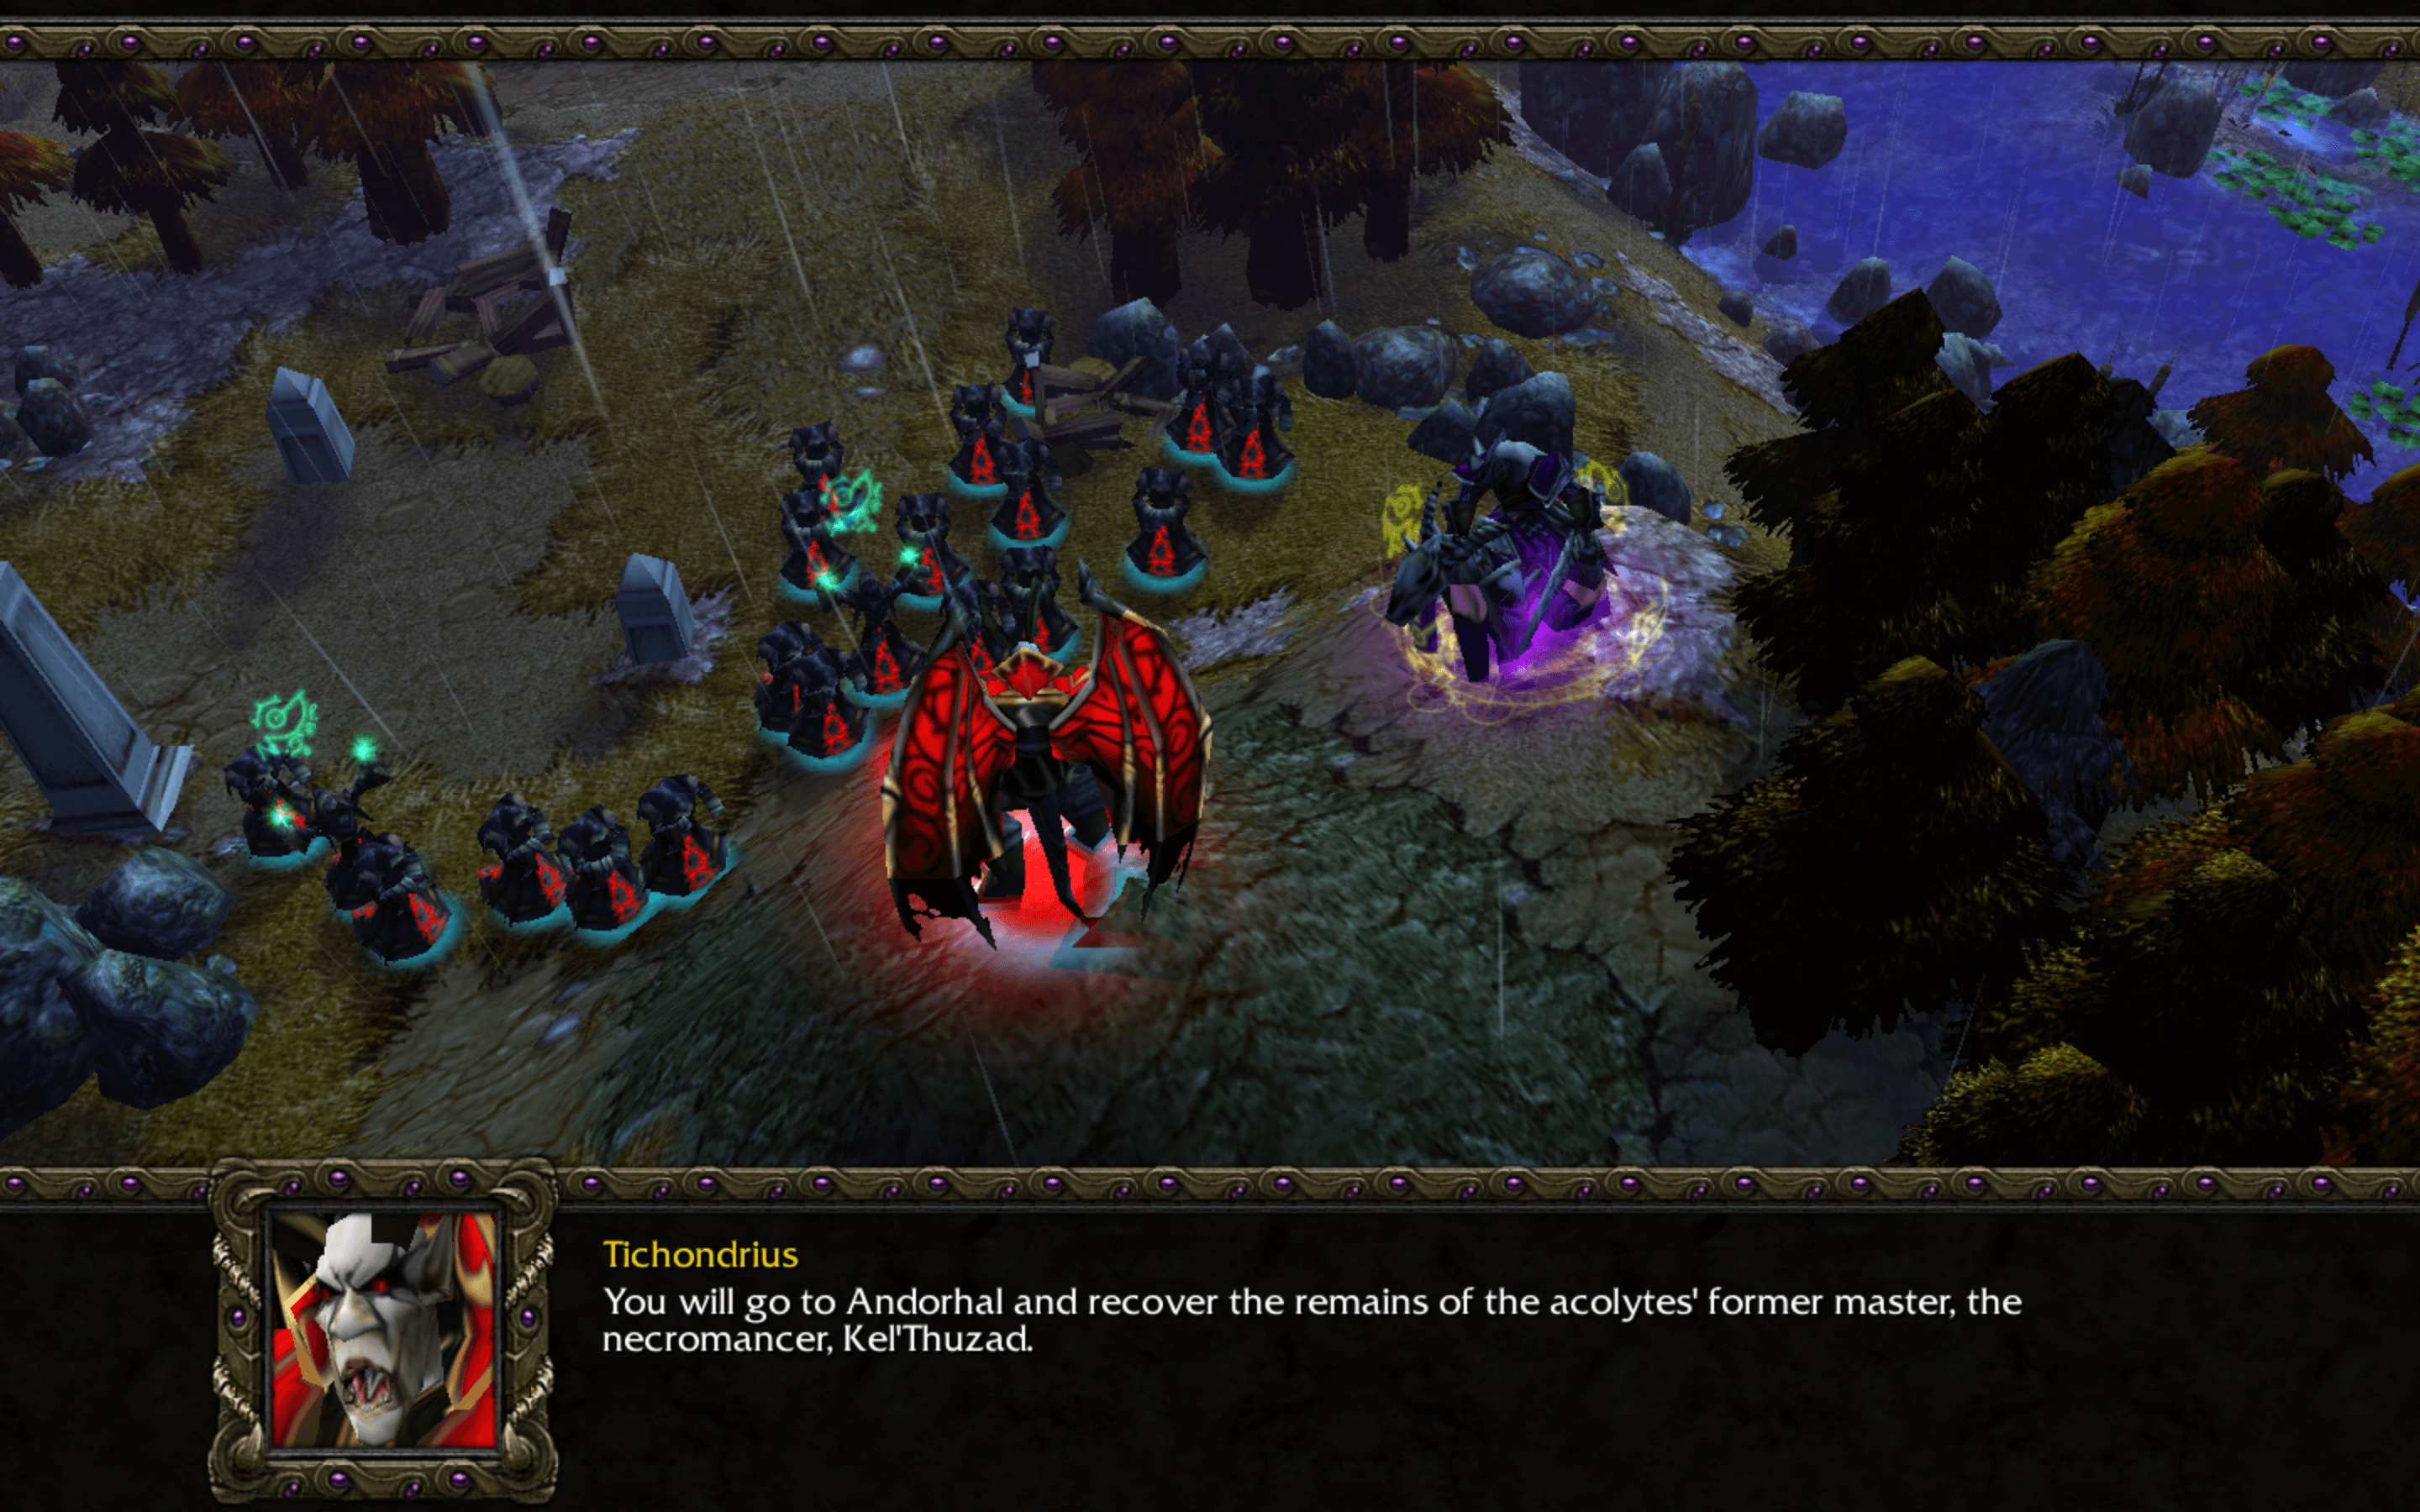 Tichondrius
You will go to Andorhal and recover the remains of the acolytes' former master, the
necromancer, Kel'Thuzad.